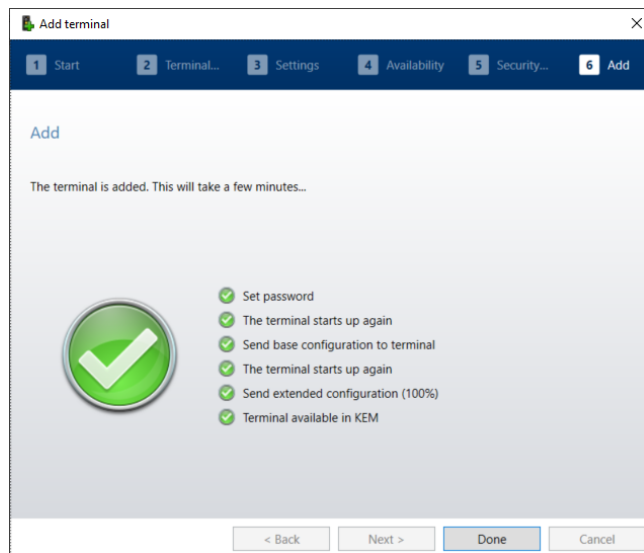 Add terminal
1 Start 2 Terminal... 3 Settings 4 Availability 5 Security... 6 Add
Add
The terminal is added. This will take a few minutes...
Set password
The terminal starts up again
Send base configuration to terminal
The terminal starts up again
Send extended configuration (100%)
Terminal available in KEM
< Back Next > Done Cancel